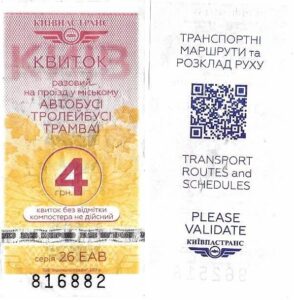 КИЇВПАСТРАНС
КИЇВ
КВИТОК
разовий
на проїзд у міському
АВТОБУСІ
ТРОЛЕЙБУСІ
ТРАМВАЇ
4
грн.
квиток без відмітки
компостера не дійсний
серія 26 ЕАВ
816882
ТРАНСПОРТНІ
МАРШРУТИ та
РОЗКЛАД РУХУ
TRANSPORT
ROUTES and
SCHEDULES
PLEASE
VALIDATE
КИЇВПАСТРАНС